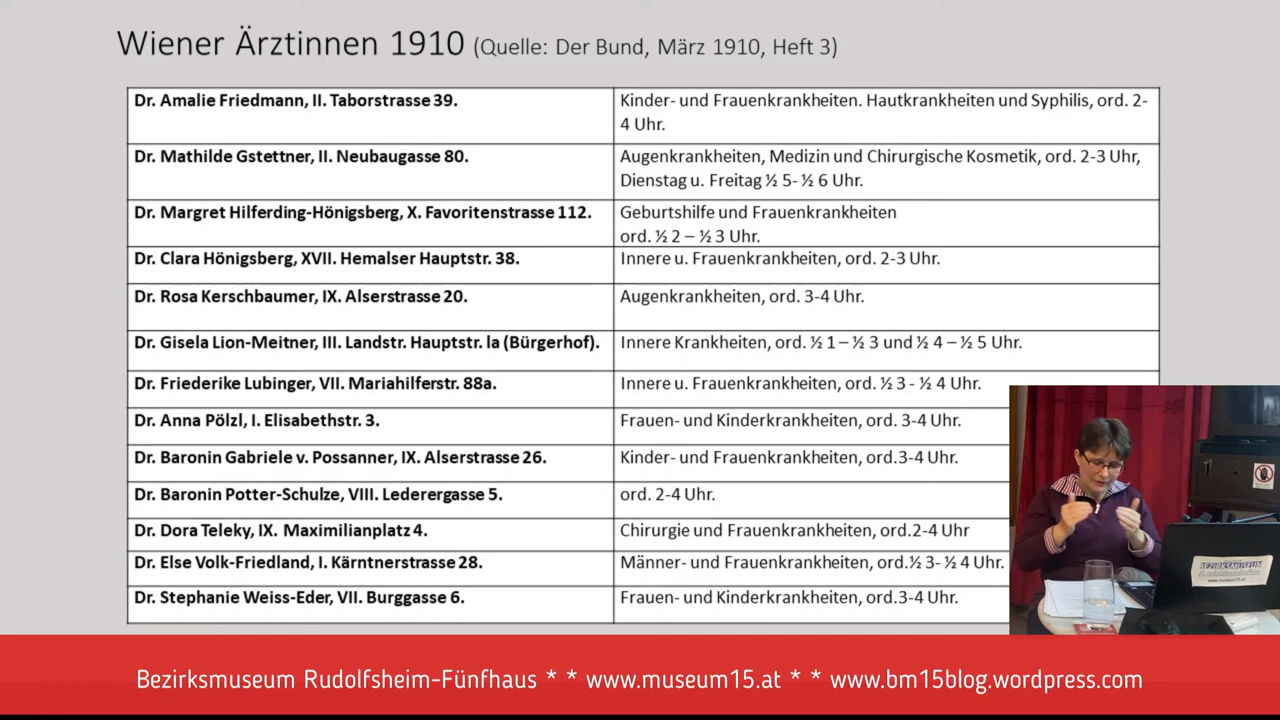 Wiener Ärztinnen 1910 (Quelle: Der Bund, März 1910, Heft 3)
Dr. Amalie Friedmann, II. Taborstrasse 39.
Kinder- und Frauenkrankheiten. Hautkrankheiten und Syphilis, ord. 2-
4 Uhr.
Dr. Mathilde Gstettner, II. Neubaugasse 80.
Augenkrankheiten, Medizin und Chirurgische Kosmetik, ord. 2-3 Uhr,
Dienstag u. Freitag ½ 5- ½ 6 Uhr.
Dr. Margret Hilferding-Hönigsberg, X. Favoritenstrasse 112.
Geburtshilfe und Frauenkrankheiten
ord. ½ 2 – ½ 3 Uhr.
Dr. Clara Hönigsberg, XVII. Hemalser Hauptstr. 38.
Innere u. Frauenkrankheiten, ord. 2-3 Uhr.
Dr. Rosa Kerschbaumer, IX. Alserstrasse 20.
Augenkrankheiten, ord. 3-4 Uhr.
Dr. Gisela Lion-Meitner, III. Landstr. Hauptstr. la (Bürgerhof).
Innere Krankheiten, ord. ½ 1 – ½ 3 und ½ 4 – ½ 5 Uhr.
Dr. Friederike Lubinger, VII. Mariahilferstr. 88a.
Innere u. Frauenkrankheiten, ord. ½ 3 - ½ 4 Uhr.
Dr. Anna Pölzl, I. Elisabethstr. 3.
Frauen- und Kinderkrankheiten, ord. 3-4 Uhr.
Dr. Baronin Gabriele v. Possanner, IX. Alserstrasse 26.
Kinder- und Frauenkrankheiten, ord.3-4 Uhr.
Dr. Baronin Potter-Schulze, VIII. Lederergasse 5.
ord. 2-4 Uhr.
Dr. Dora Teleky, IX. Maximilianplatz 4.
Chirurgie und Frauenkrankheiten, ord.2-4 Uhr
Dr. Else Volk-Friedland, I. Kärntnerstrasse 28.
Männer- und Frauenkrankheiten, ord.½ 3- ½ 4 Uhr.
Dr. Stephanie Weiss-Eder, VII. Burggasse 6.
Frauen- und Kinderkrankheiten, ord.3-4 Uhr.
BEZIRKSMUSEUM
www.museum15.at
Bezirksmuseum Rudolfsheim-Fünfhaus * * www.museum15.at * * www.bm15blog.wordpress.com